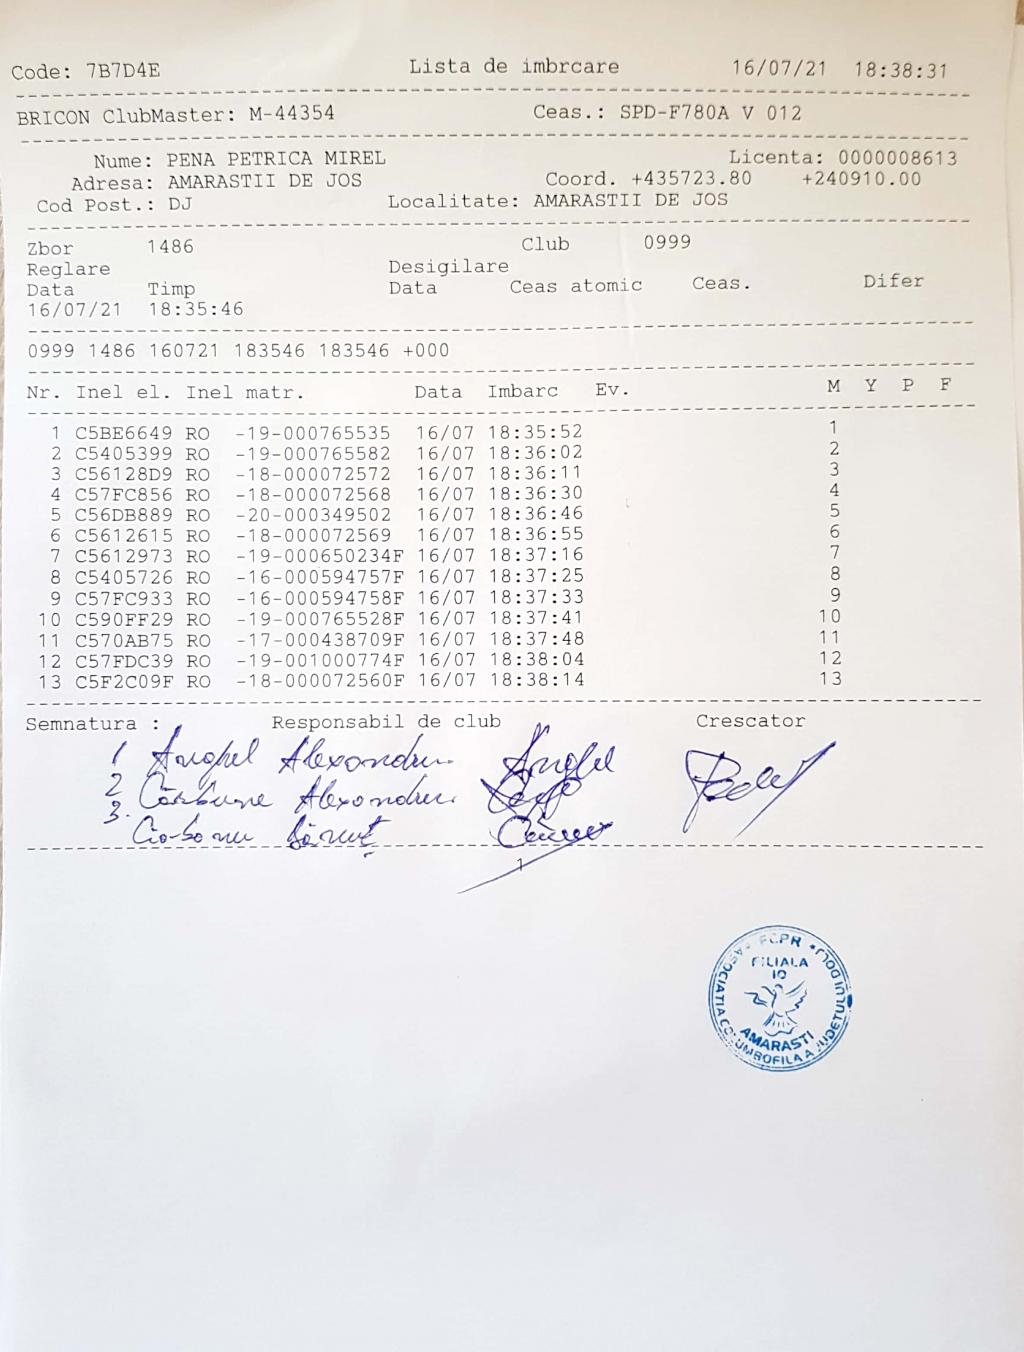 Code: 7B7D4E Lista de imbrcare 16/07/21 18:38:31
BRICON ClubMaster: M-44354 Ceas.: SPD-F780A V 012
Nume: PENA PETRICA MIREL Licenta: 0000008613
Adresa: AMARASTII DE JOS Coord. +435723.80 +240910.00
Cod Post.: DJ Localitate: AMARASTII DE JOS
Zbor 1486 Club 0999
Reglare Desigilare
Data Timp Data Ceas atomic Ceas. Difer
16/07/21 18:35:46
0999 1486 160721 183546 183546 +000
Nr. Inel el. Inel matr. Data Imbarc Ev. M Y P F
1 C5BE6649 RO -19-000765535 16/07 18:35:52 1
2 C5405399 RO -19-000765582 16/07 18:36:02 2
3 C56128D9 RO -18-000072572 16/07 18:36:11 3
4 C57FC856 RO -18-000072568 16/07 18:36:30 4
5 C56DB889 RO -20-000349502 16/07 18:36:46 5
6 C5612615 RO -18-000072569 16/07 18:36:55 6
7 C5612973 RO -19-000650234F 16/07 18:37:16 7
8 C5405726 RO -16-000594757F 16/07 18:37:25 8
9 C57FC933 RO -16-000594758F 16/07 18:37:33 9
10 C590FF29 RO -19-000765528F 16/07 18:37:41 10
11 C570AB75 RO -17-000438709F 16/07 18:37:48 11
12 C57FDC39 RO -19-001000774F 16/07 18:38:04 12
13 C5F2C09F RO -18-000072560F 16/07 18:38:14 13
Semnatura : Responsabil de club Crescator
1 Anghel Alexandru Anghel
2 Cărbune Alexandru
3. Ionuț
1
FCPR
FILIALA
10
AMARASTI
ASOCIATIA COLUMBOFILA A JUDETULUI DOLJ